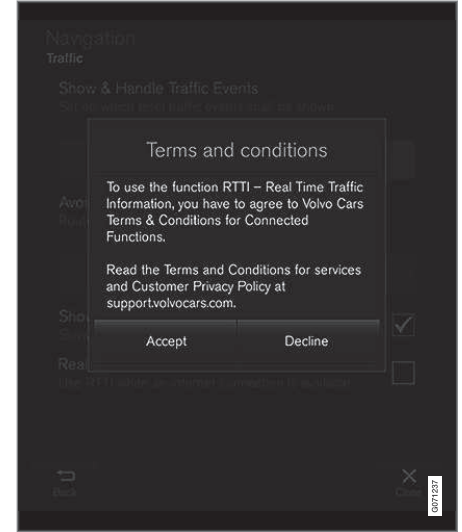 Navigation
Traffic
Show & Handle Traffic Events
Terms and conditions
To use the function RTTI – Real Time Traffic
Information, you have to agree to Volvo Cars
Terms & Conditions for Connected
Functions.
Read the Terms and Conditions for services
and Customer Privacy Policy at
support.volvocars.com.
Accept
Decline
Back
G071237